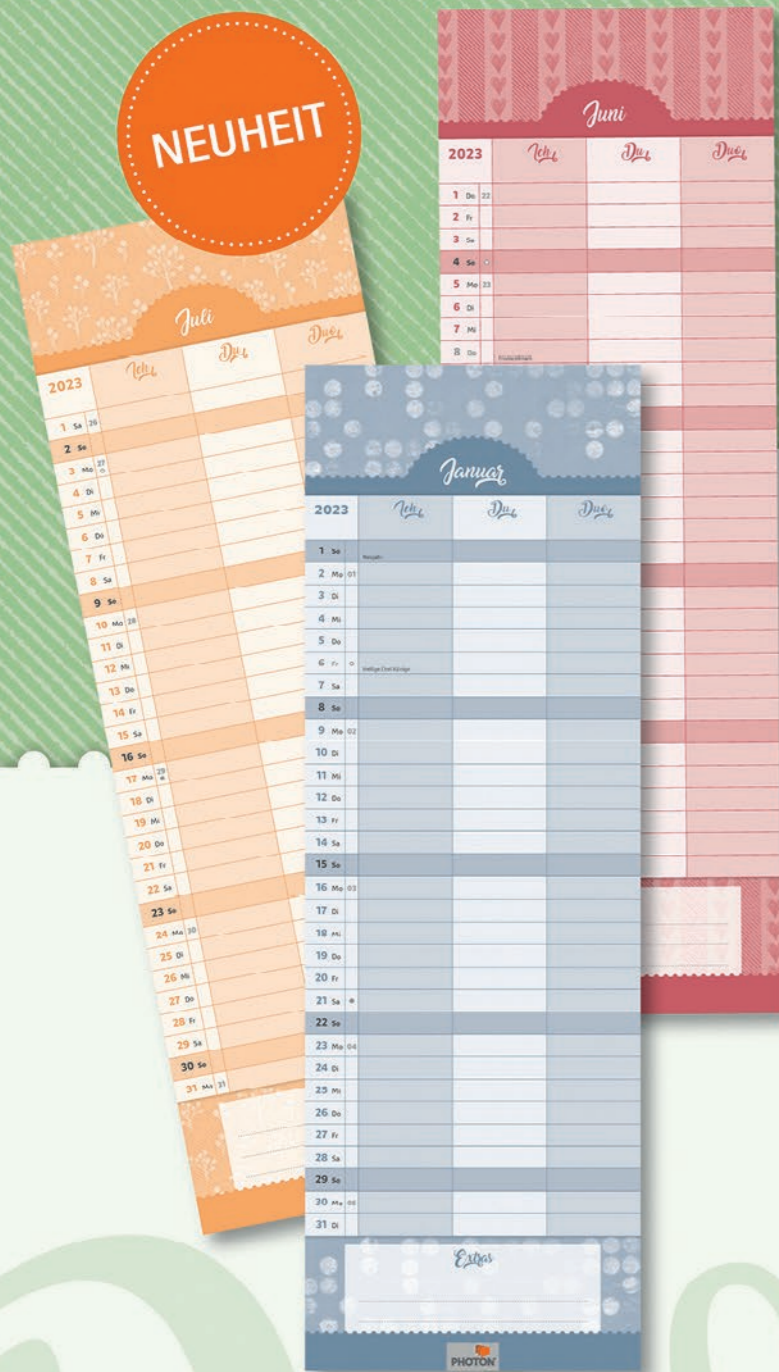 NEUHEIT
Juni
2023 Ich Du Duo
1 Do 22
2 Fr
3 Sa
4 So
5 Mo 23
6 Di
7 Mi
8 Do Fronleichnam
Juli
2023 Ich Du Duo
1 Sa 26
2 So
3 Mo 27
4 Di
5 Mi
6 Do
7 Fr
8 Sa
9 So
10 Mo 28
11 Di
12 Mi
13 Do
14 Fr
15 Sa
16 So
17 Mo 29
18 Di
19 Mi
20 Do
21 Fr
22 Sa
23 So
24 Mo 30
25 Di
26 Mi
27 Do
28 Fr
29 Sa
30 So
31 Mo 31
Januar
2023 Ich Du Duo
1 So Neujahr
2 Mo 01
3 Di
4 Mi
5 Do
6 Fr Heilige Drei Könige
7 Sa
8 So
9 Mo 02
10 Di
11 Mi
12 Do
13 Fr
14 Sa
15 So
16 Mo 03
17 Di
18 Mi
19 Do
20 Fr
21 Sa
22 So
23 Mo 04
24 Di
25 Mi
26 Do
27 Fr
28 Sa
29 So
30 Mo
31 Di
Extras
PHOTON